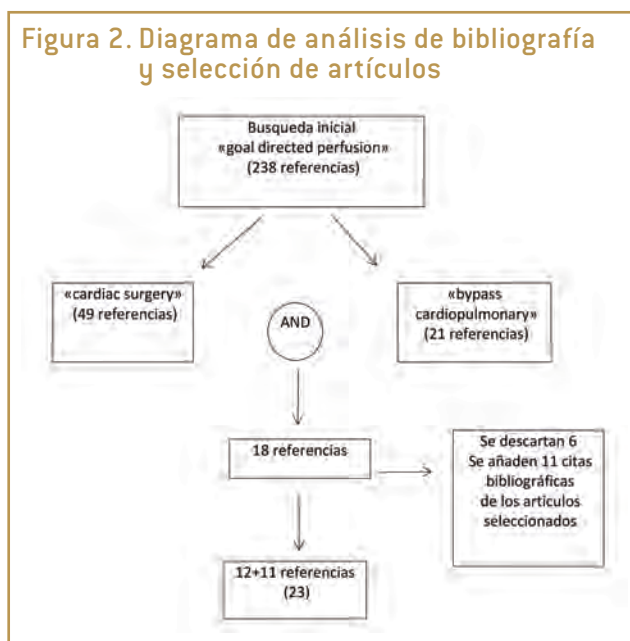 Figura 2. Diagrama de análisis de bibliografía
y selección de artículos
Busqueda inicial
«goal directed perfusion»
(238 referencias)
«cardiac surgery»
(49 referencias)
AND
«bypass
cardiopulmonary»
(21 referencias)
18 referencias
Se descartan 6
Se añaden 11 citas
bibliográficas
de los artículos
seleccionados
12+11 referencias
(23)